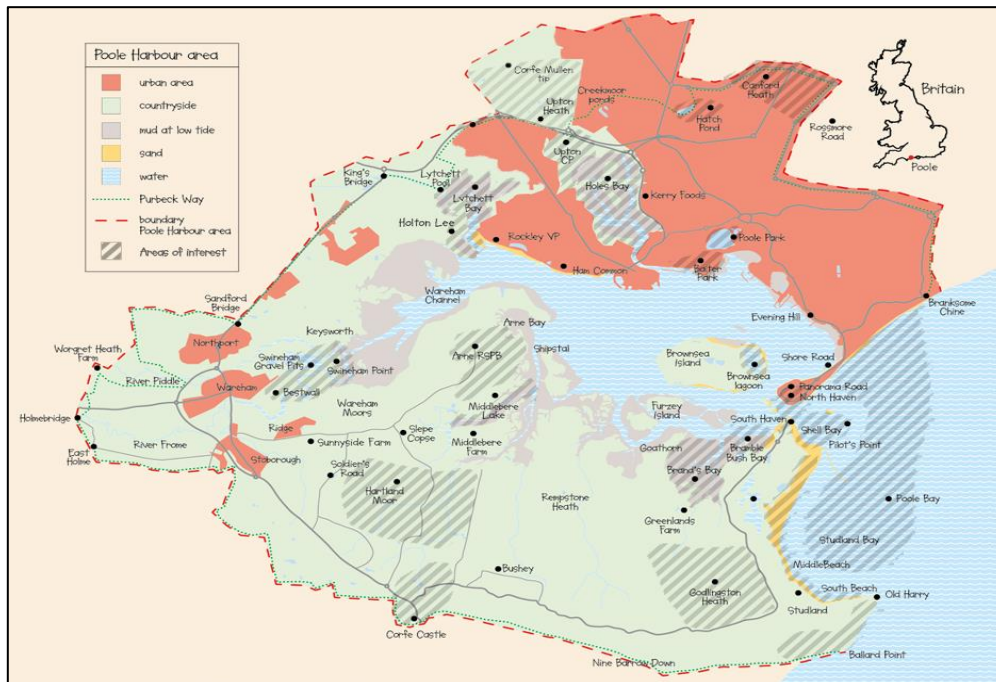 Poole Harbour area
urban area
countryside
mud at low tide
sand
water
Purbeck Way
boundary
Poole Harbour area
Areas of interest
Britain
Poole
Corfe Mullen
tip
Upton
Heath
Creekmoor
ponds
Canford
Heath
Hatch
Pond
Rossmore
Road
Upton
CP
King's
Bridge
Lytchett
Pool
Lytchett
Bay
Holes Bay
Kerry Foods
Holton Lee
Rockley VP
Poole Park
Ham Common
Baiter
Park
Wareham
Channel
Branksome
Chine
Sandford
Bridge
Evening Hill
Arne Bay
Keysworth
Northport
Shipstal
Worgret Heath
Farm
Swineham
Gravel Pits
Swineham Point
Arne RSPB
Brownsea
Island
Shore Road
Brownsea
lagoon
River Piddle
Wareham
Bestwall
Panorama Road
North Haven
Middlebere
Lake
Wareham
Moors
Furzey
Island
Holmebridge
South Haven
Shell Bay
Ridge
Slepe
Copse
Middlebere
Farm
Pilot's Point
River Frome
Sunnyside Farm
Goathorn
Bramble
Bush Bay
East
Holme
Stoborough
Soldier's
Road
Hartland
Moor
Brand's Bay
Rempstone
Heath
Poole Bay
Greenlands
Farm
Studland Bay
MiddleBeach
Bushey
Godlingston
Heath
South Beach
Old Harry
Studland
Corfe Castle
Ballard Point
Nine Barrow Down